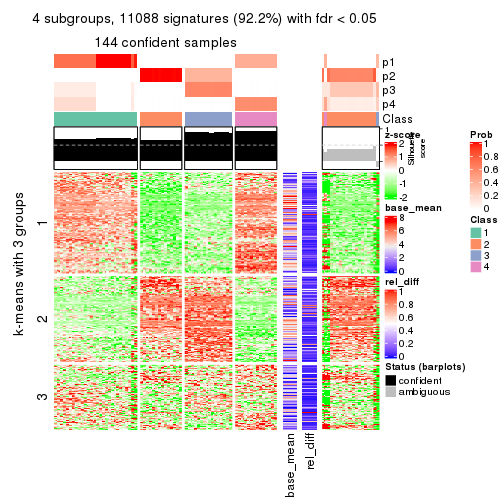 4 subgroups, 11088 signatures (92.2%) with fdr < 0.05
144 confident samples
p1
p2
p3
p4
Class
1
Silhouette
score
k-means with 3 groups
1
2
3
base_mean
rel_diff
z-score
2
1
0
-1
-2
base_mean
8
6
4
2
0
rel_diff
1
0.8
0.6
0.4
0.2
0
Status (barplots)
confident
ambiguous
Prob
1
0.8
0.6
0.4
0.2
0
Class
1
2
3
4